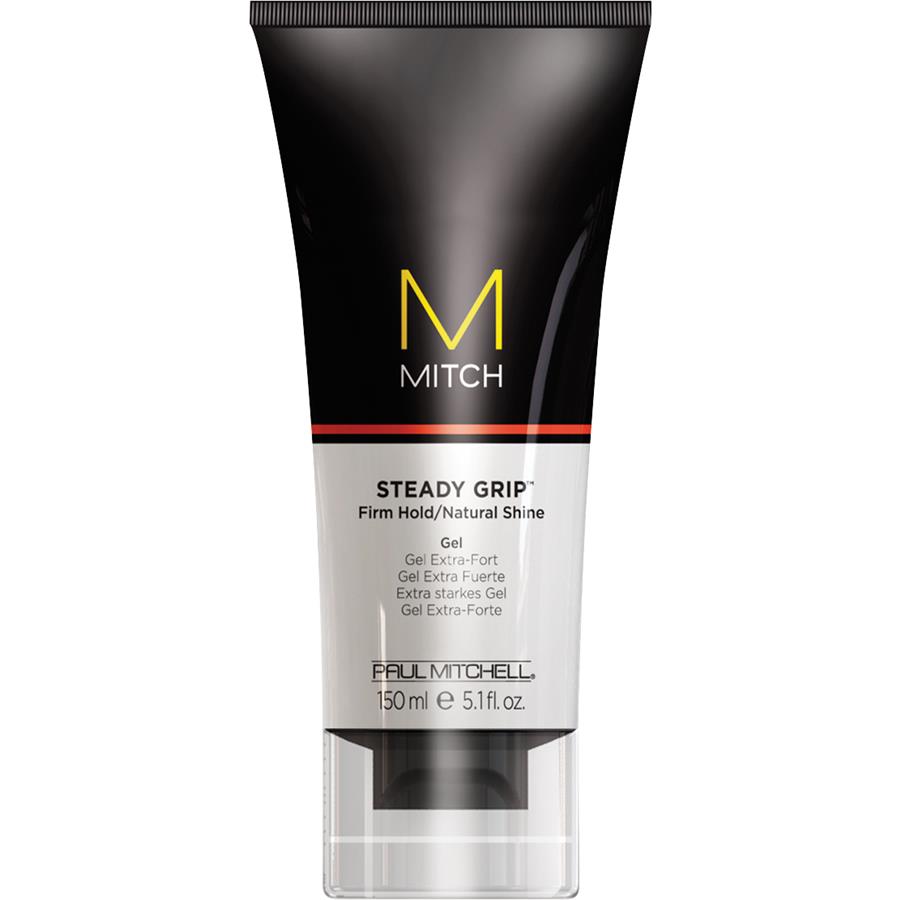 M
MITCH
STEADY GRIP™
Firm Hold/Natural Shine
Gel
Gel Extra-Fort
Gel Extra Fuerte
Extra starkes Gel
Gel Extra-Forte
PAUL MITCHELL®
150 ml ℮ 5.1 fl. oz.